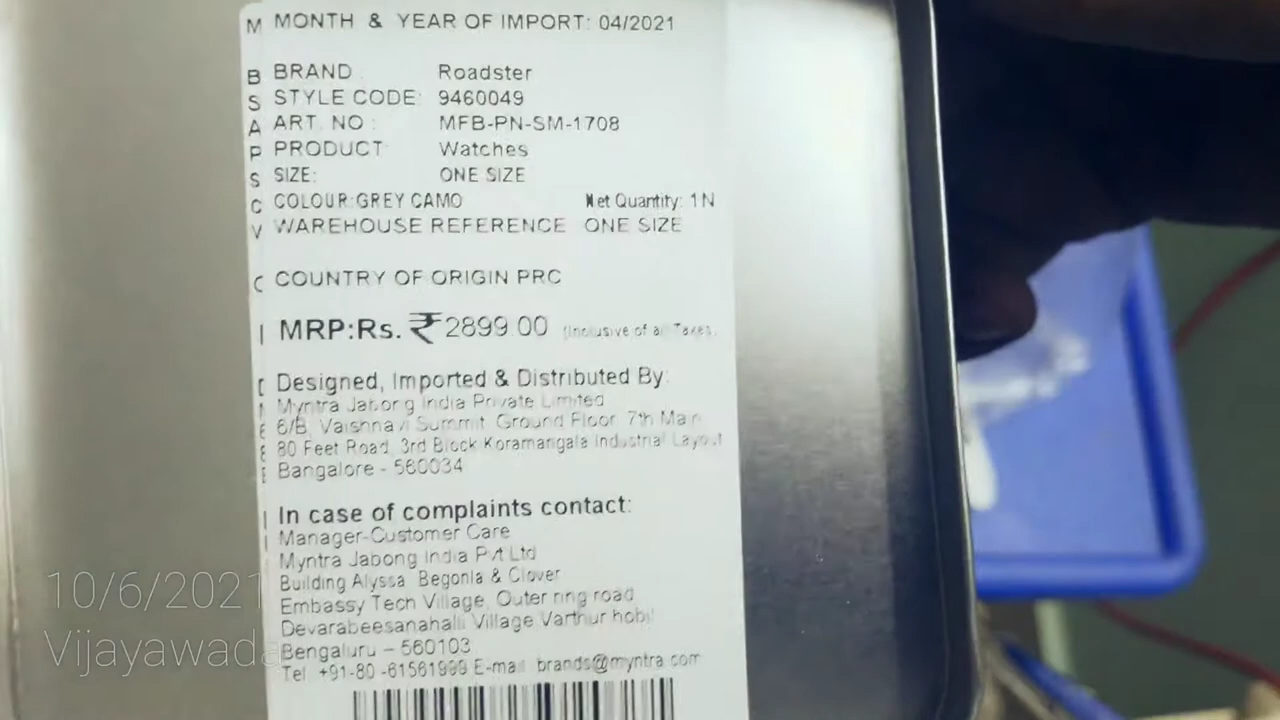 MONTH & YEAR OF IMPORT: 04/2021
BRAND : Roadster
STYLE CODE: 9460049
ART. NO : MFB-PN-SM-1708
PRODUCT Watches
SIZE: ONE SIZE
COLOUR:GREY CAMO Net Quantity: 1N
WAREHOUSE REFERENCE ONE SIZE
COUNTRY OF ORIGIN PRC
MRP:Rs. ₹2899.00 (Inclusive of all Taxes)
Designed, Imported & Distributed By:
Myntra Jabong India Private Limited
6/B, Vaishnavi Summit, Ground Floor, 7th Main
80 Feet Road, 3rd Block Koramangala Industrial Layout
Bangalore - 560034
In case of complaints contact:
Manager-Customer Care
Myntra Jabong India Pvt Ltd
Building Alyssa, Begonia & Clover
Embassy Tech Village, Outer ring road
Devarabeesanahalli Village Varthur hobli
Bengaluru – 560103
Tel +91-80 -61561999 E-mail brands@myntra.com
10/6/2021
Vijayawada